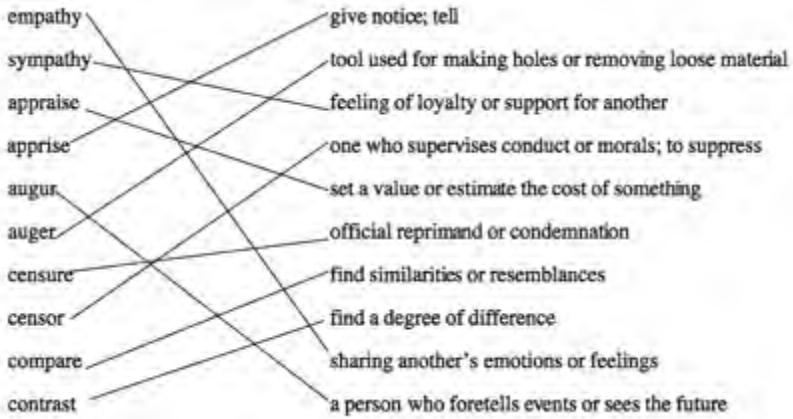 empathy give notice; tell
sympathy tool used for making holes or removing loose material
appraise feeling of loyalty or support for another
apprise one who supervises conduct or morals; to suppress
augur set a value or estimate the cost of something
auger official reprimand or condemnation
censure find similarities or resemblances
censor find a degree of difference
compare sharing another's emotions or feelings
contrast a person who foretells events or sees the future